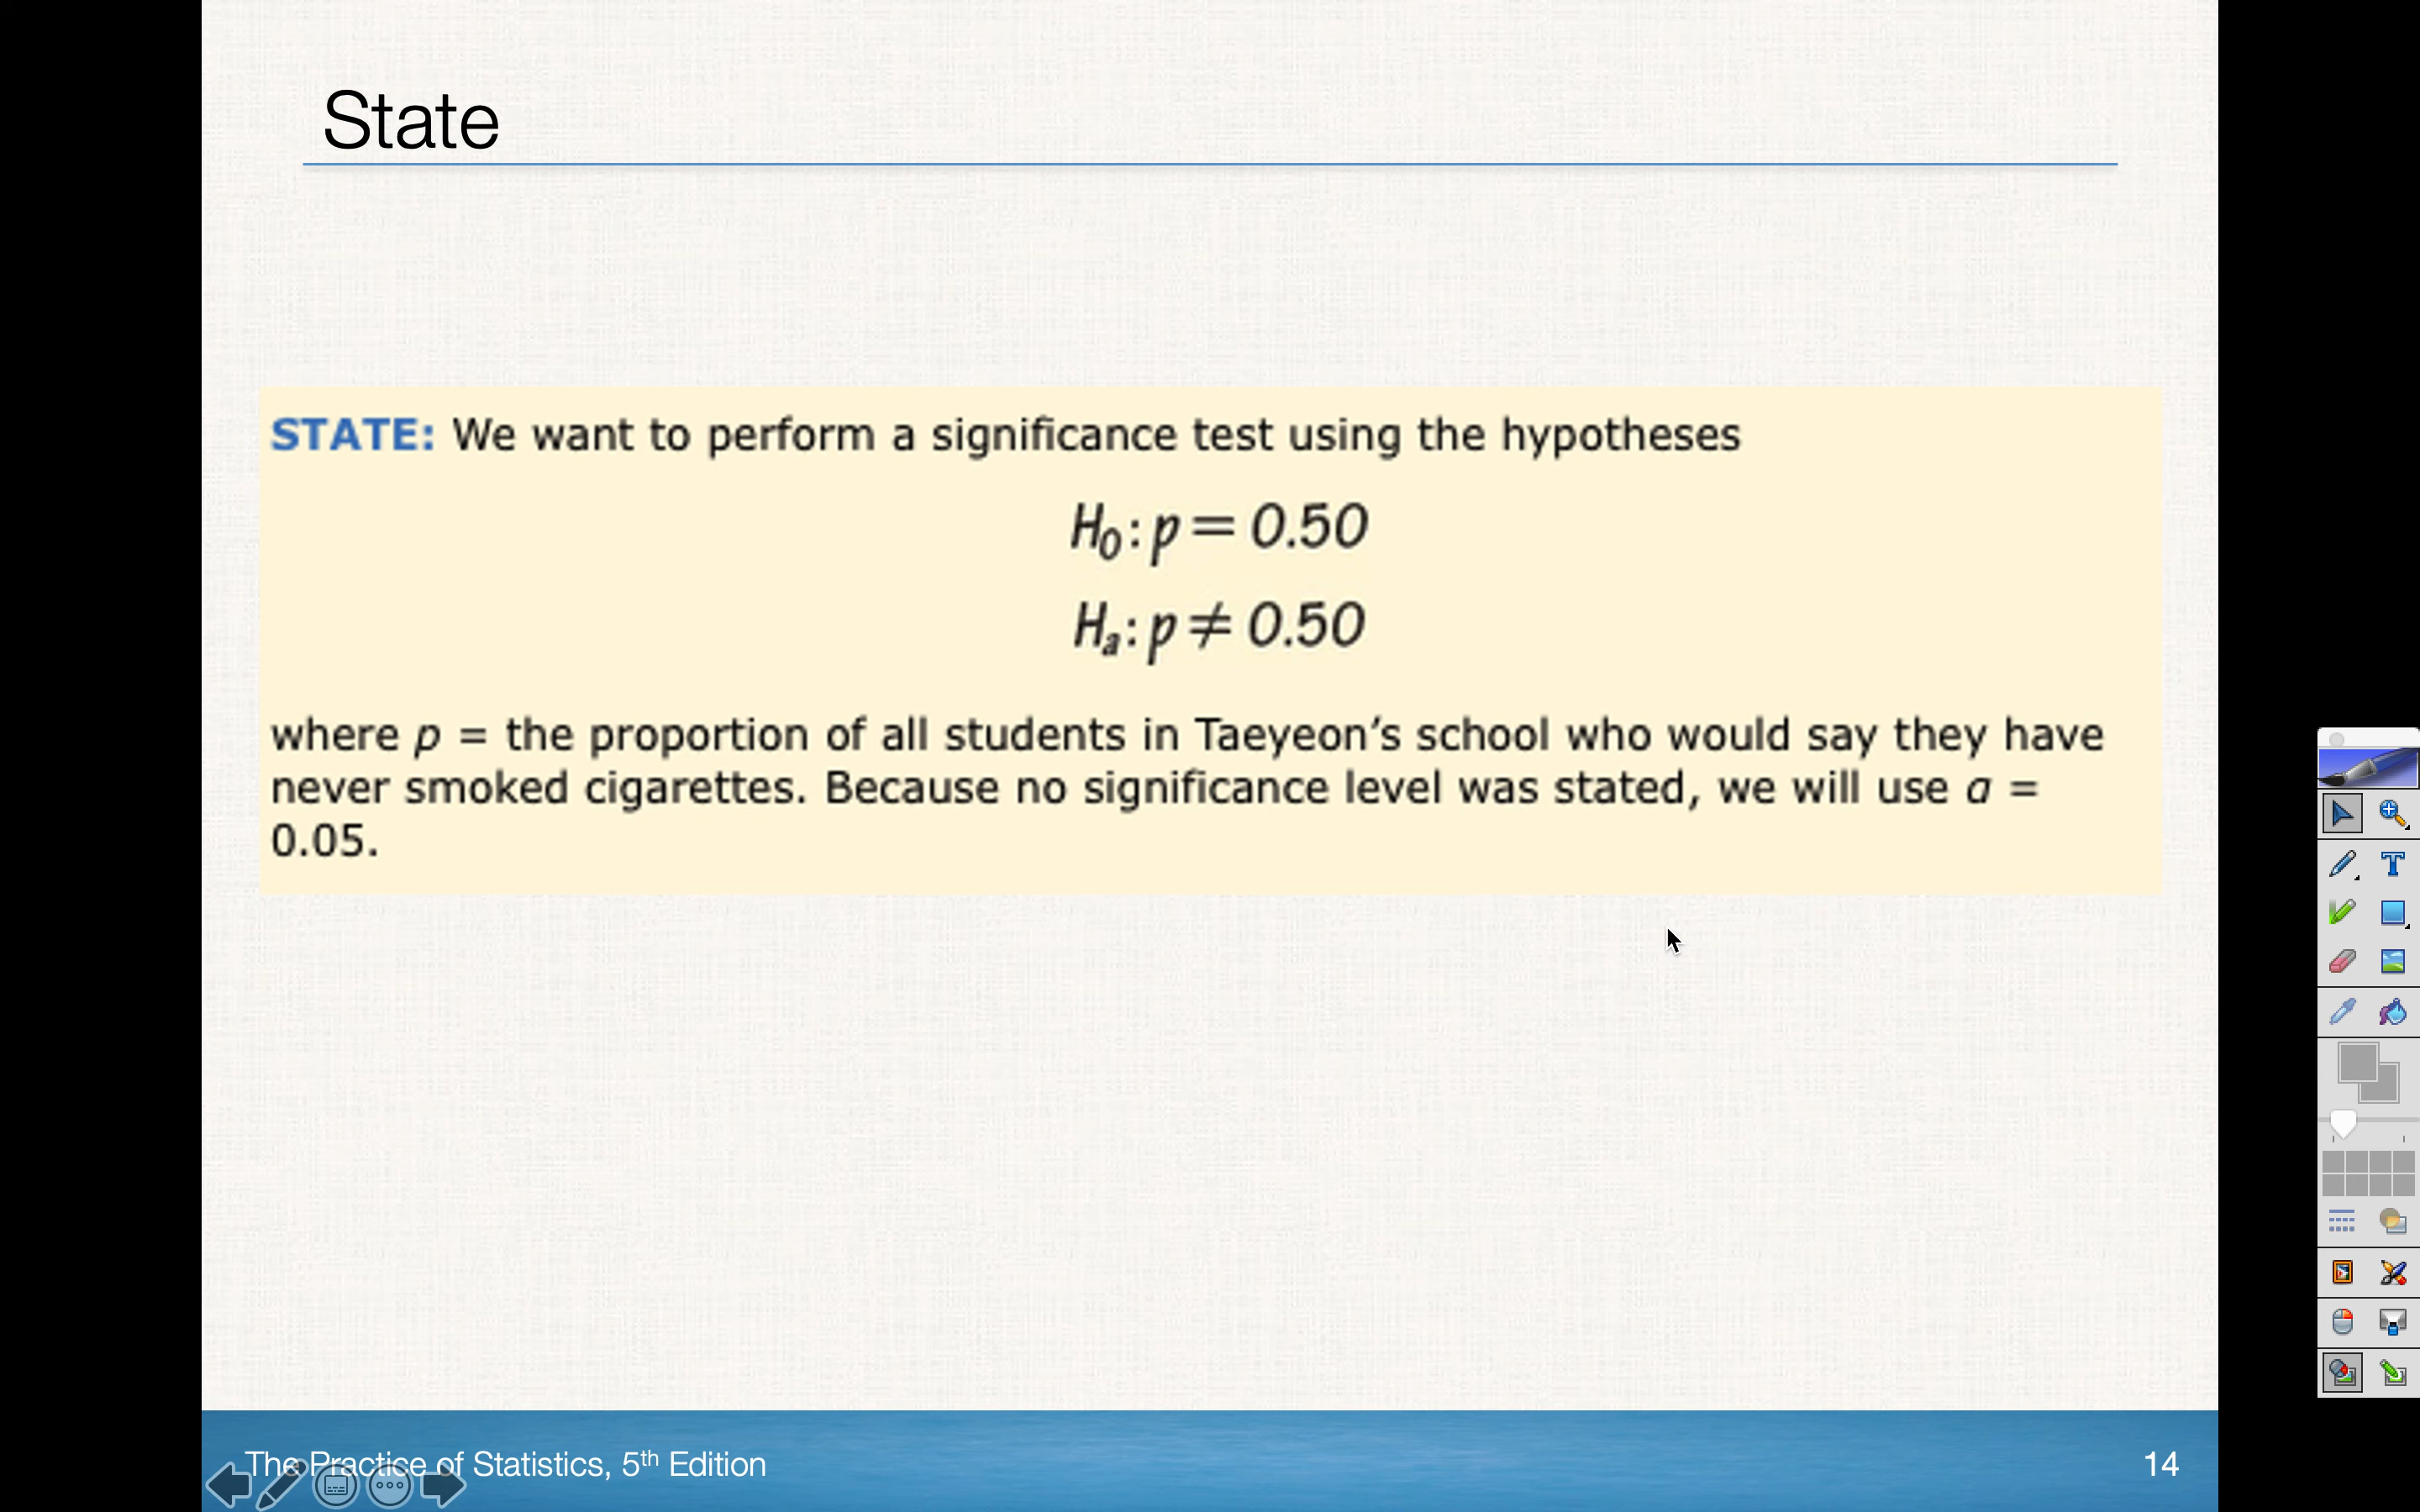 State
STATE: We want to perform a significance test using the hypotheses
H₀: p = 0.50
Hₐ: p ≠ 0.50
where p = the proportion of all students in Taeyeon’s school who would say they have
never smoked cigarettes. Because no significance level was stated, we will use a =
0.05.
The Practice of Statistics, 5th Edition
14